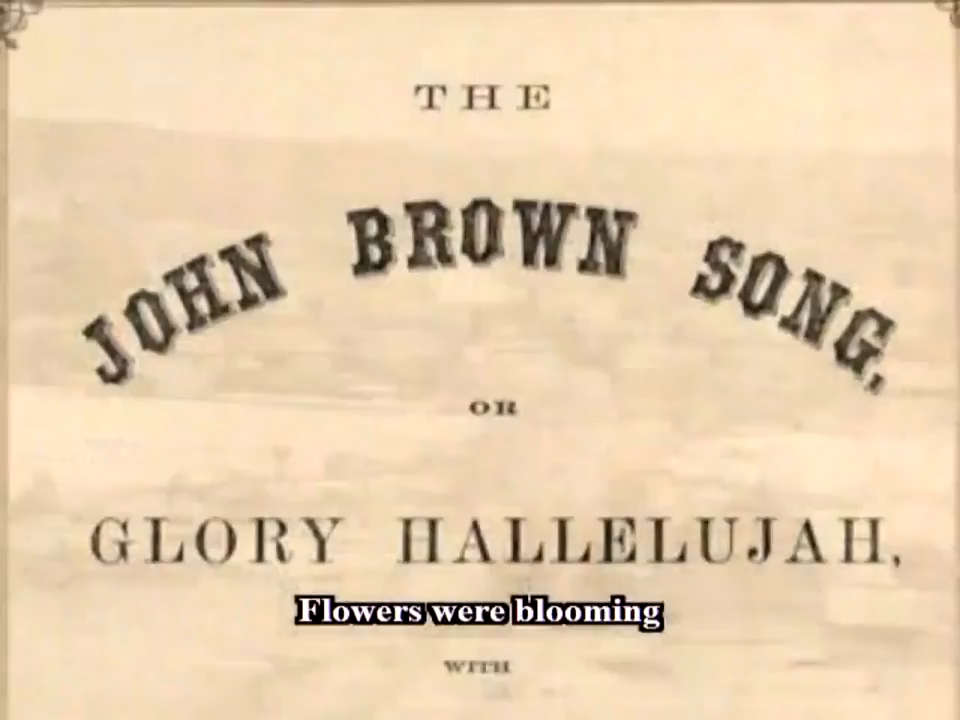 THE
JOHN BROWN SONG,
OR
GLORY HALLELUJAH,
Flowers were blooming
WITH